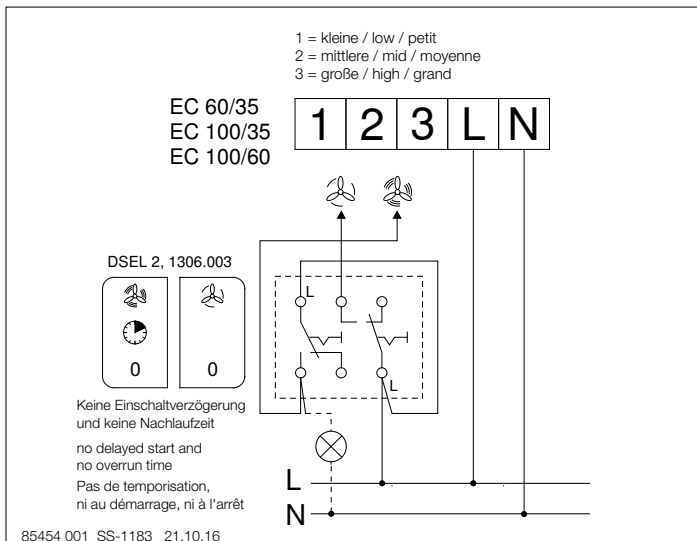 1 = kleine / low / petit
2 = mittlere / mid / moyenne
3 = große / high / grand
EC 60/35
EC 100/35
EC 100/60
1 2 3 L N
DSEL 2, 1306.003
L
0 0
L
Keine Einschaltverzögerung
und keine Nachlaufzeit
no delayed start and
no overrun time
Pas de temporisation,
ni au démarrage, ni à l'arrêt
L
N
85454 001 SS-1183 21.10.16